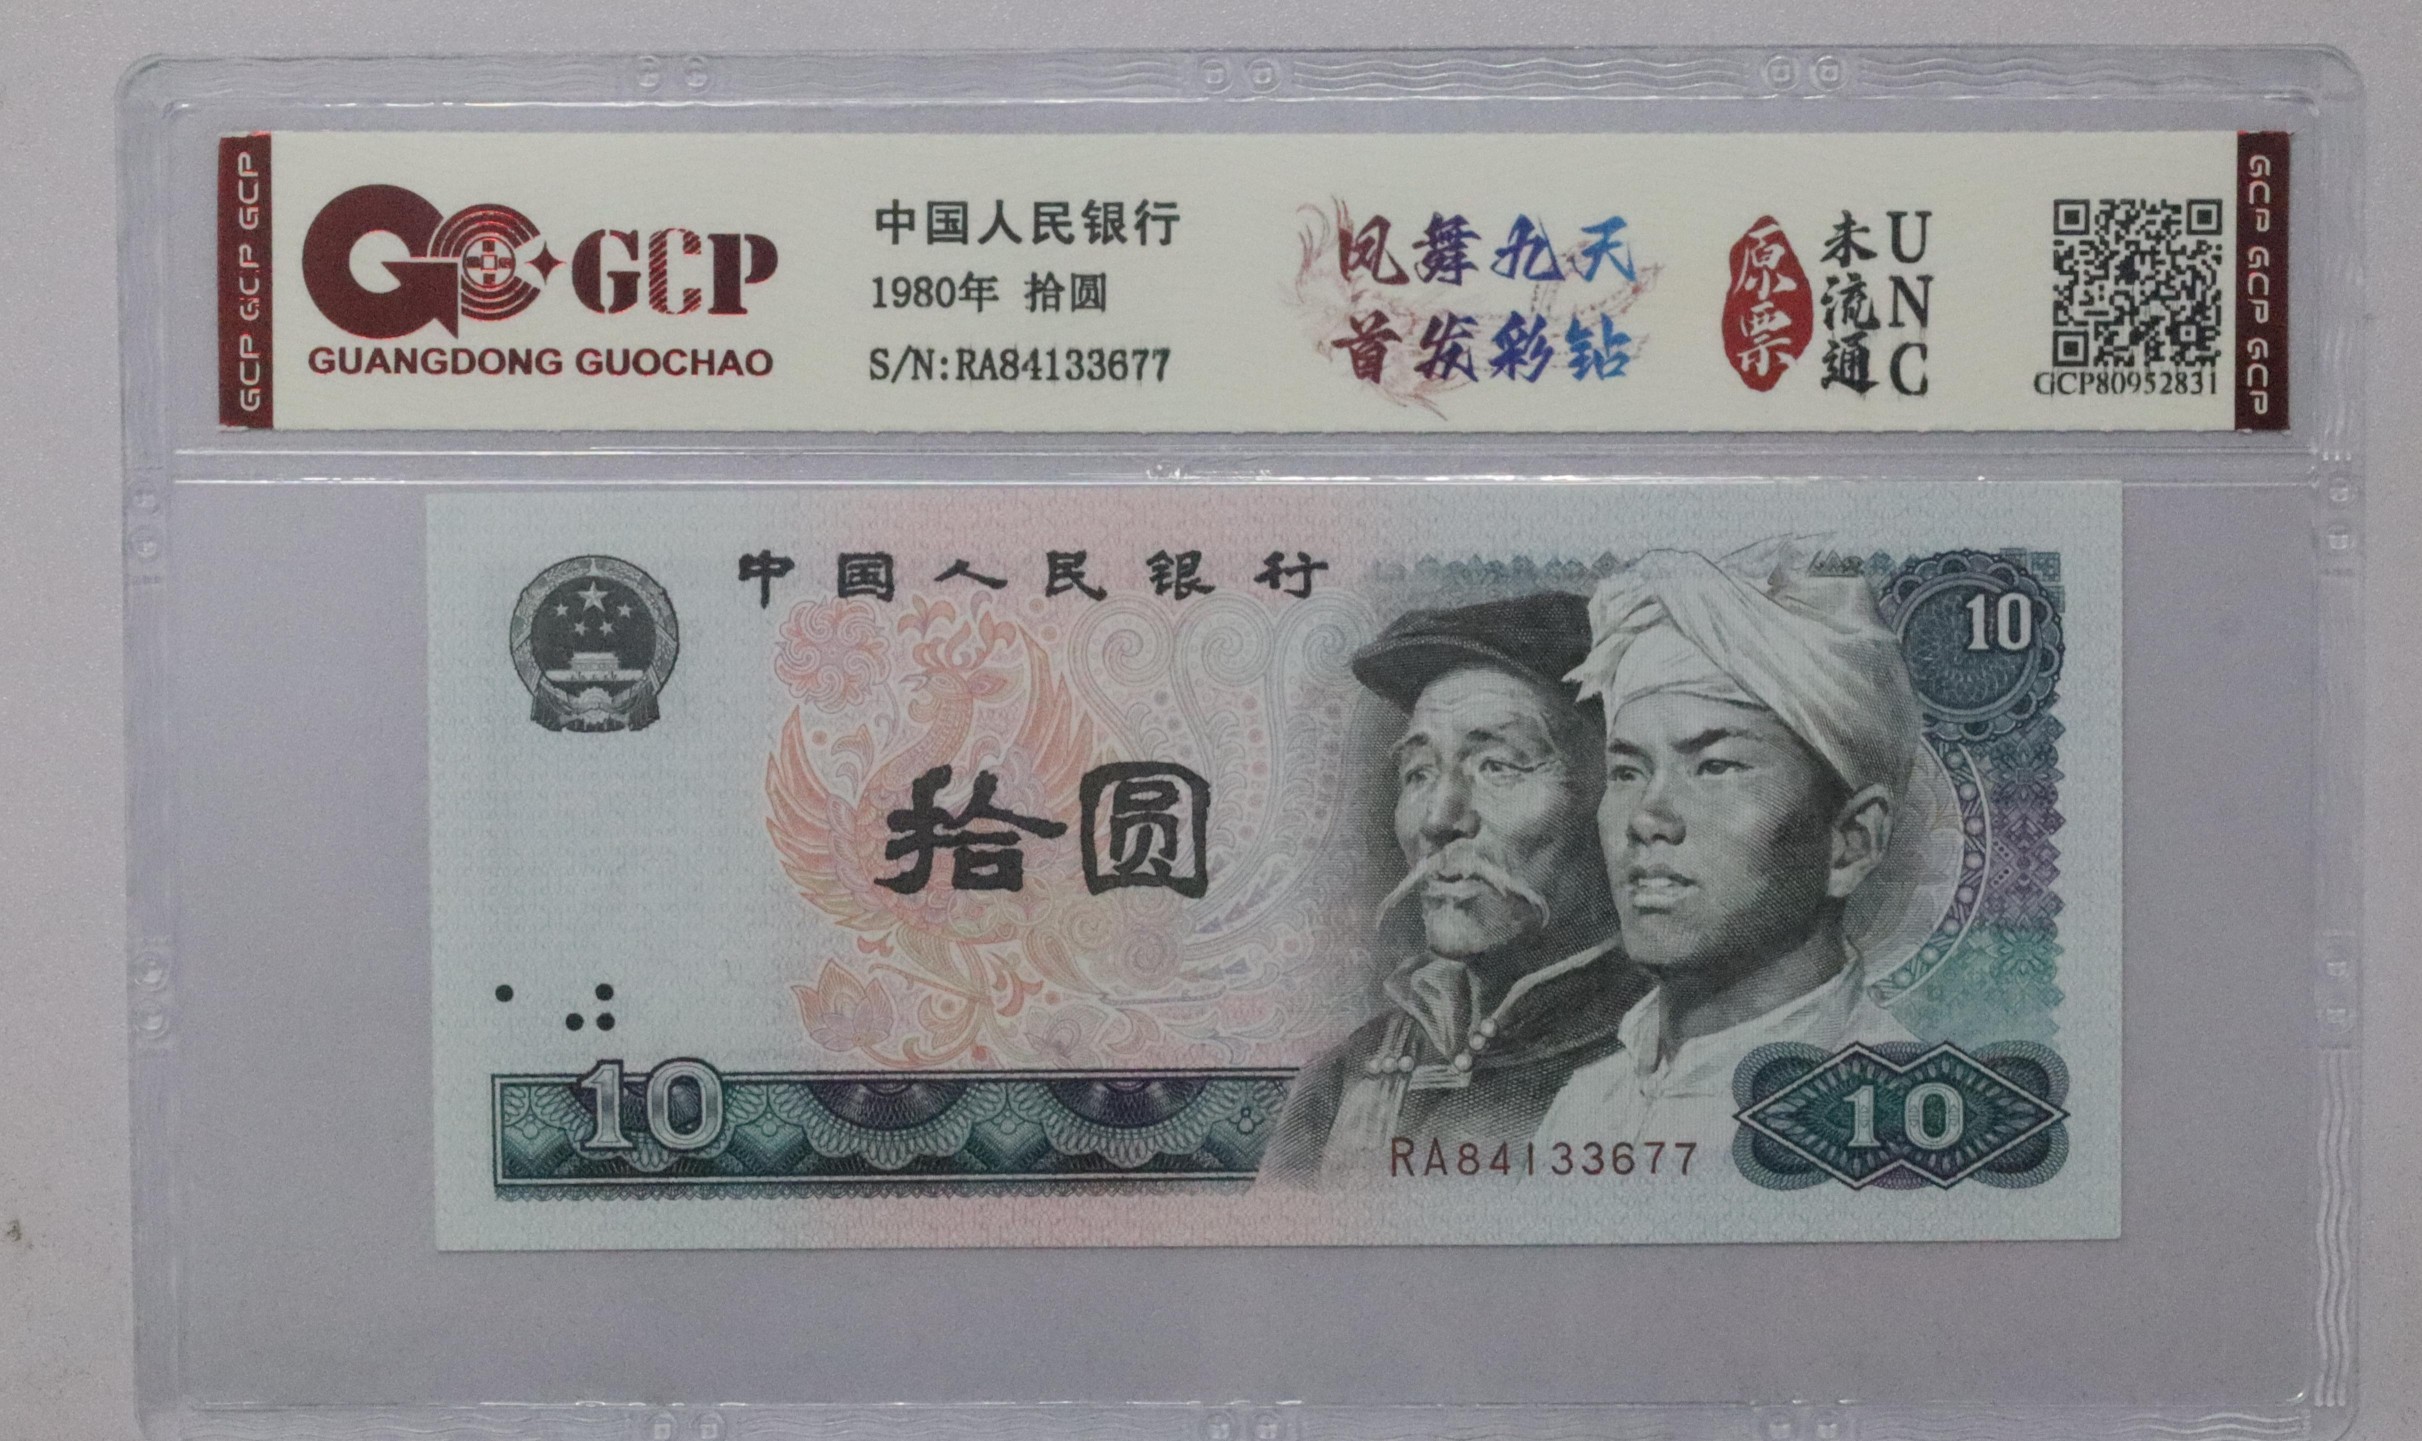 GCP GCP GCP
GCP
GUANGDONG GUOCHAO
中国人民银行
1980年 拾圆
S/N:RA84133677
凤舞九天
首发彩钻
原票
未流通
UNC
GCP80952831
GCP GCP GCP
中国人民银行
10
拾圆
10
RA84133677
10